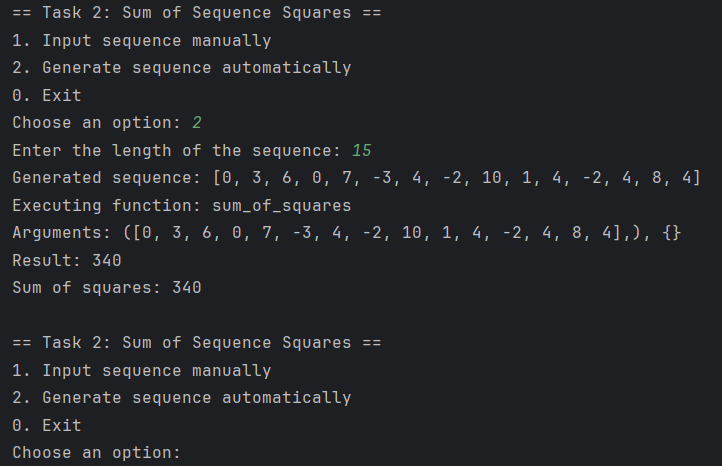 == Task 2: Sum of Sequence Squares ==
1. Input sequence manually
2. Generate sequence automatically
0. Exit
Choose an option: 2
Enter the length of the sequence: 15
Generated sequence: [0, 3, 6, 0, 7, -3, 4, -2, 10, 1, 4, -2, 4, 8, 4]
Executing function: sum_of_squares
Arguments: ([0, 3, 6, 0, 7, -3, 4, -2, 10, 1, 4, -2, 4, 8, 4],), {}
Result: 340
Sum of squares: 340

== Task 2: Sum of Sequence Squares ==
1. Input sequence manually
2. Generate sequence automatically
0. Exit
Choose an option: